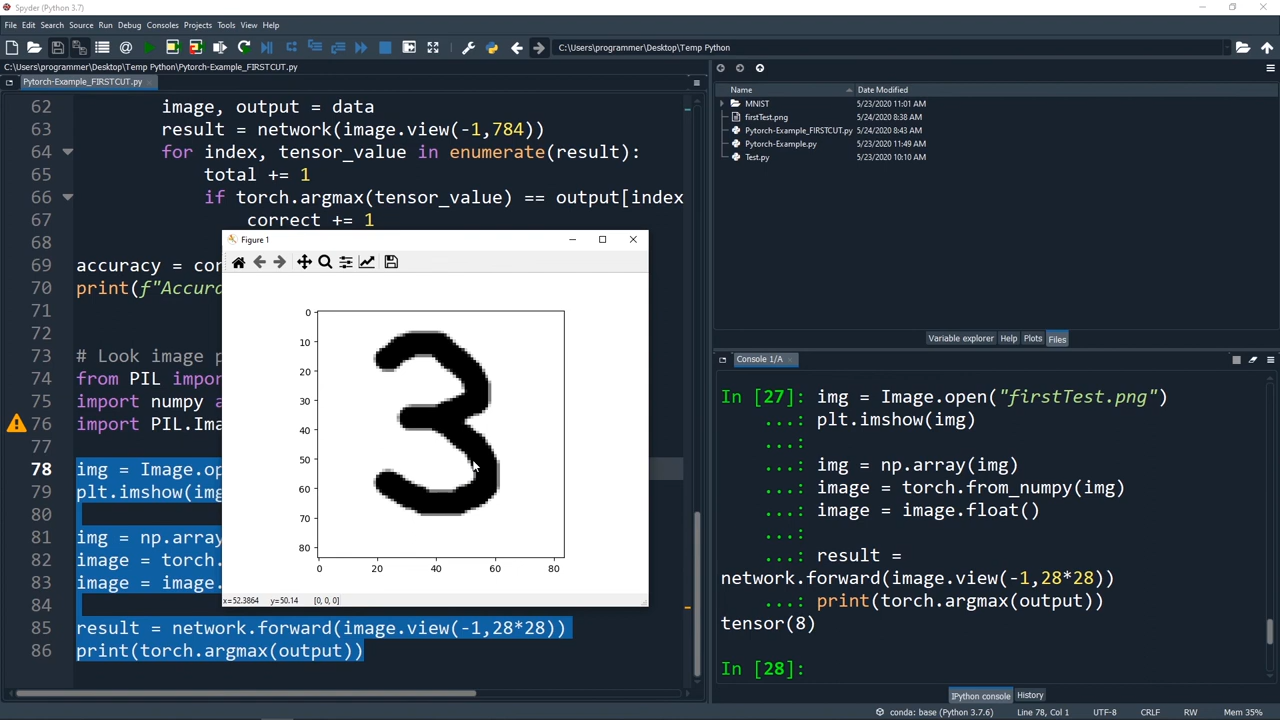 Spyder (Python 3.7)
File Edit Search Source Run Debug Consoles Projects Tools View Help
C:\Users\programmer\Desktop\Temp Python
C:\Users\programmer\Desktop\Temp Python\Pytorch-Example_FIRSTCUT.py
Pytorch-Example_FIRSTCUT.py
62 image, output = data
63 result = network(image.view(-1,784))
64 for index, tensor_value in enumerate(result):
65 total += 1
66 if torch.argmax(tensor_value) == output[index
67 correct += 1
68
69 accuracy = cor
70 print(f"Accura
71
72
73 # Look image p
74 from PIL impor
75 import numpy a
76 import PIL.Ima
77
78 img = Image.op
79 plt.imshow(img
80
81 img = np.array
82 image = torch.
83 image = image.
84
85 result = network.forward(image.view(-1,28*28))
86 print(torch.argmax(output))
Figure 1
0
10
20
30
40
50
60
70
80
0 20 40 60 80
3
x=52.3864 y=50.14 [0, 0, 0]
Name Date Modified
MNIST 5/23/2020 11:01 AM
firstTest.png 5/24/2020 8:38 AM
Pytorch-Example_FIRSTCUT.py 5/24/2020 8:43 AM
Pytorch-Example.py 5/23/2020 11:49 AM
Test.py 5/23/2020 10:10 AM
Variable explorer Help Plots Files
Console 1/A
In [27]: img = Image.open("firstTest.png")
...: plt.imshow(img)
...:
...: img = np.array(img)
...: image = torch.from_numpy(img)
...: image = image.float()
...:
...: result =
network.forward(image.view(-1,28*28))
...: print(torch.argmax(output))
tensor(8)
In [28]:
IPython console History
conda: base (Python 3.7.6) Line 78, Col 1 UTF-8 CRLF RW Mem 35%